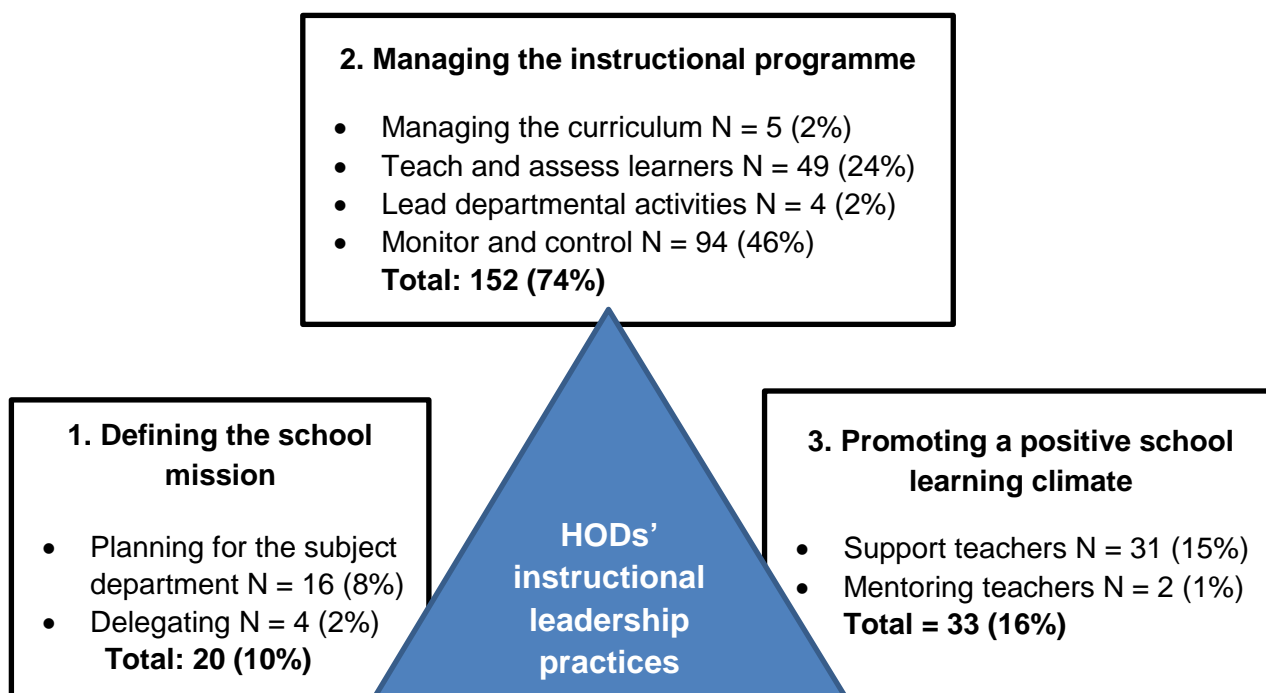 2. Managing the instructional programme
• Managing the curriculum N = 5 (2%)
• Teach and assess learners N = 49 (24%)
• Lead departmental activities N = 4 (2%)
• Monitor and control N = 94 (46%)
Total: 152 (74%)
1. Defining the school
mission
• Planning for the subject
department N = 16 (8%)
• Delegating N = 4 (2%)
Total: 20 (10%)
HODs’
instructional
leadership
practices
3. Promoting a positive school
learning climate
• Support teachers N = 31 (15%)
• Mentoring teachers N = 2 (1%)
Total = 33 (16%)